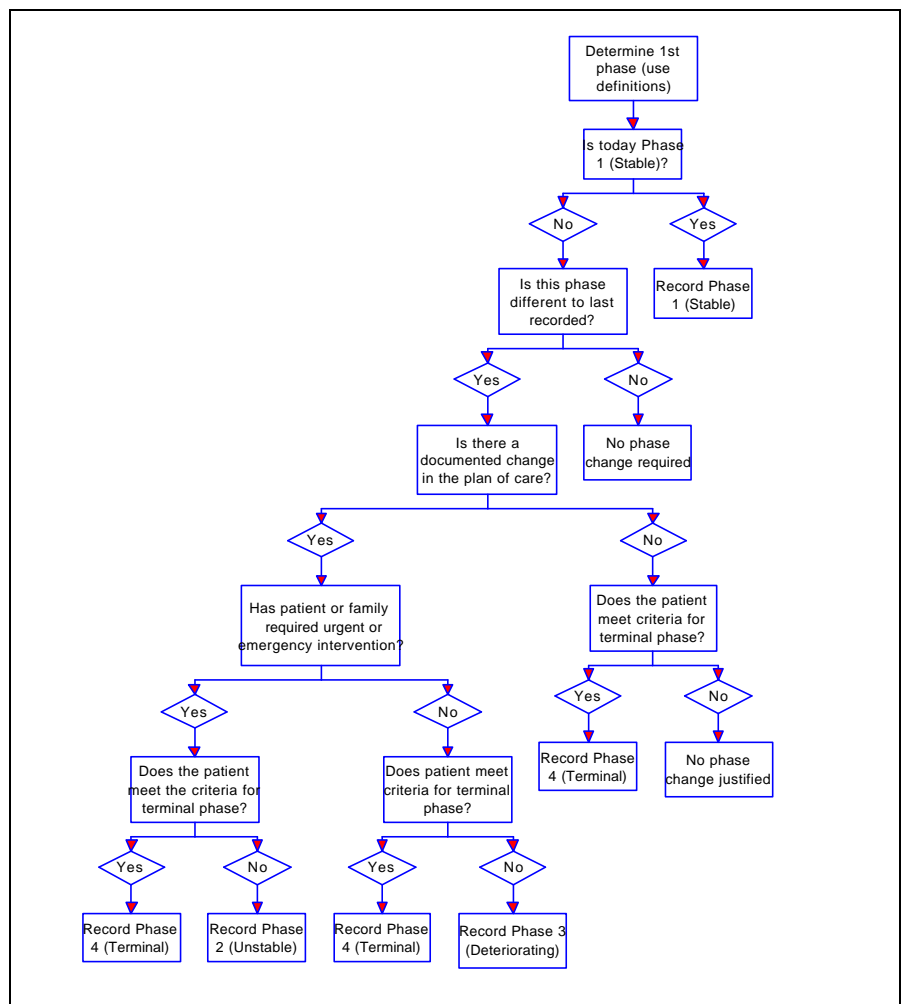 Determine 1st
phase (use
definitions)
Is today Phase
1 (Stable)?
No
Yes
Is this phase
different to last
recorded?
Record Phase
1 (Stable)
Yes
No
Is there a
documented change
in the plan of care?
No phase
change required
Yes
No
Has patient or family
required urgent or
emergency intervention?
Does the patient
meet criteria for
terminal phase?
Yes
No
Yes
No
Does the patient
meet the criteria for
terminal phase?
Does patient meet
criteria for terminal
phase?
Record Phase
4 (Terminal)
No phase
change justified
Yes
No
Yes
No
Record Phase
4 (Terminal)
Record Phase
2 (Unstable)
Record Phase
4 (Terminal)
Record Phase 3
(Deteriorating)